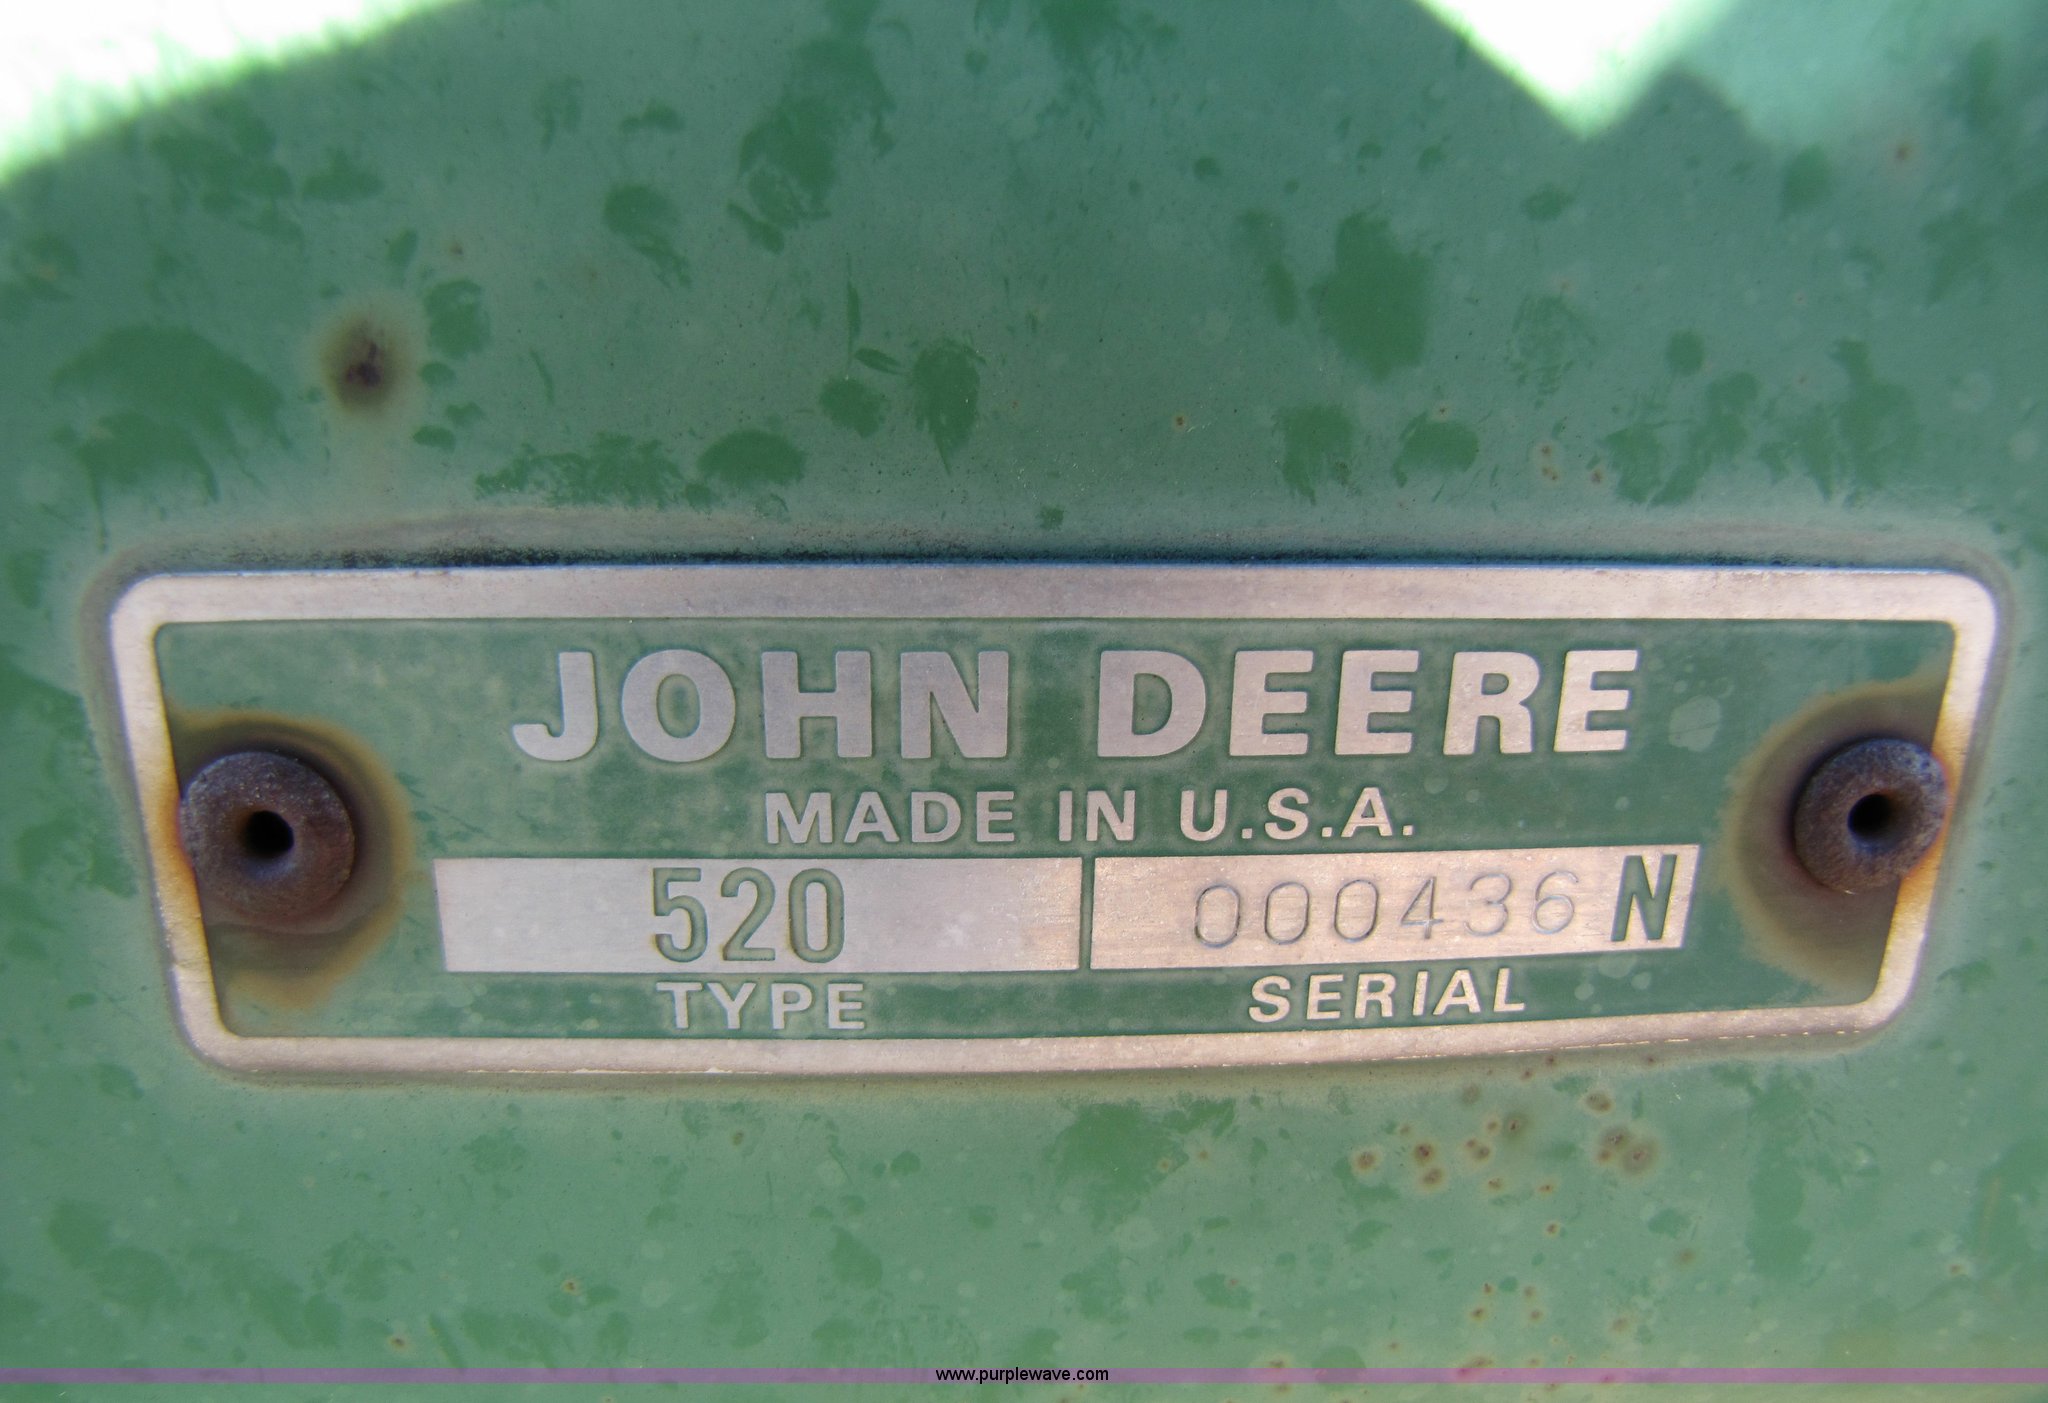 JOHN DEERE
MADE IN U.S.A.
520 000436 N
TYPE SERIAL
www.purplewave.com